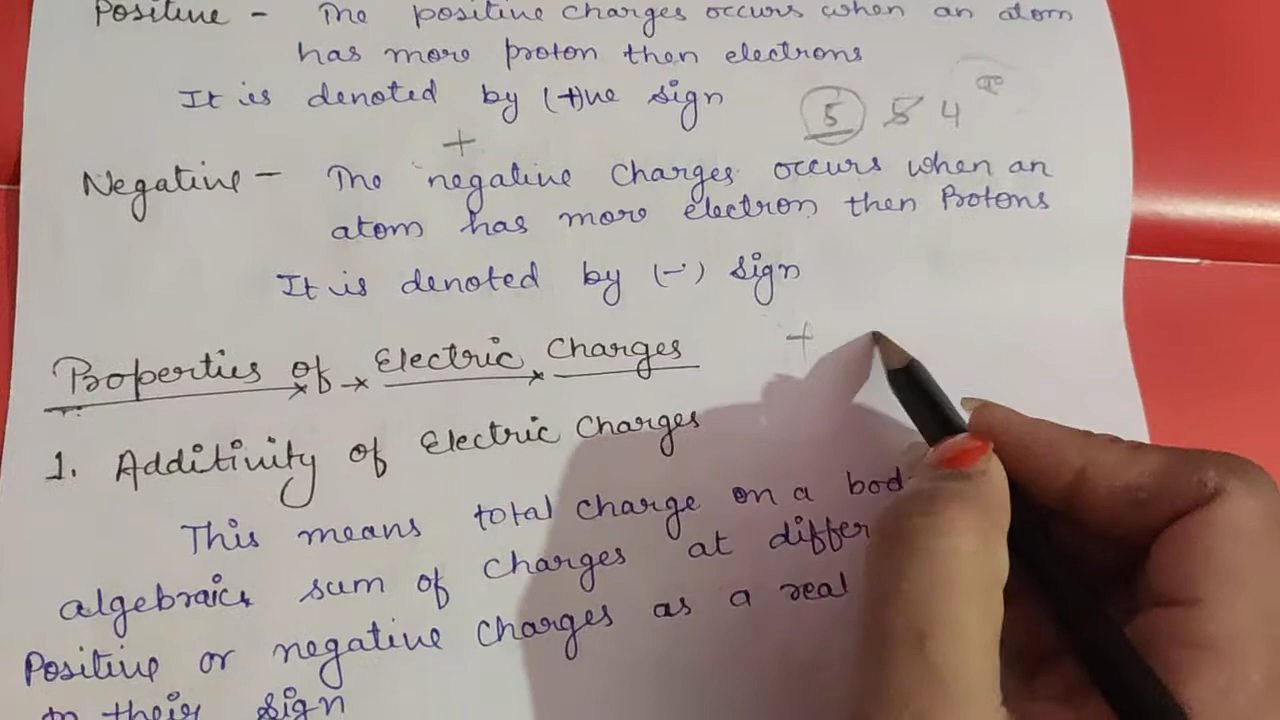 Positive - The positive charges occurs when an atom
has more proton then electrons
It is denoted by (+)ve sign
5 5 4
+
Negative - The negative charges occurs when an
atom has more electron then Protons
It is denoted by (-) sign
+
Properties of Electric Charges
1. Additivity of Electric Charges
This means total charge on a bod
algebraic sum of charges at differ
Positive or negative charges as a real
their sign